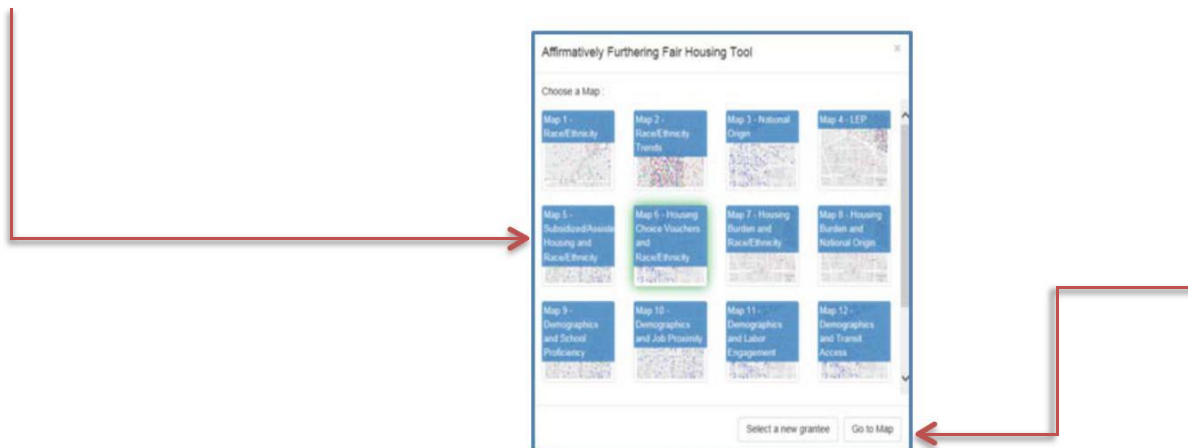 Affirmatively Furthering Fair Housing Tool
×
Choose a Map :
Map 1 -
Race/Ethnicity
Map 2 -
Race/Ethnicity
Trends
Map 3 - National
Origin
Map 4 - LEP
Map 5 -
Subsidized/Assiste
Housing and
Race/Ethnicity
Map 6 - Housing
Choice Vouchers
and
Race/Ethnicity
Map 7 - Housing
Burden and
Race/Ethnicity
Map 8 - Housing
Burden and
National Origin
Map 9 -
Demographics
and School
Proficiency
Map 10 -
Demographics
and Job Proximity
Map 11 -
Demographics
and Labor
Engagement
Map 12 -
Demographics
and Transit
Access
Select a new grantee
Go to Map